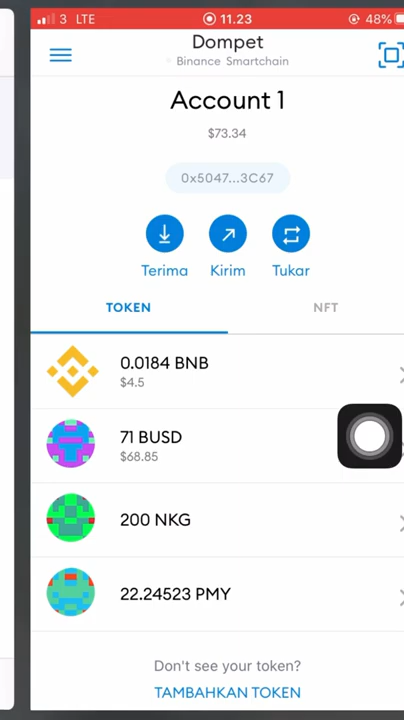 3 LTE
11.23
48%
Dompet
Binance Smartchain
Account 1
$73.34
0x5047...3C67
Terima
Kirim
Tukar
TOKEN
NFT
0.0184 BNB
$4.5
71 BUSD
$68.85
200 NKG
22.24523 PMY
Don't see your token?
TAMBAHKAN TOKEN